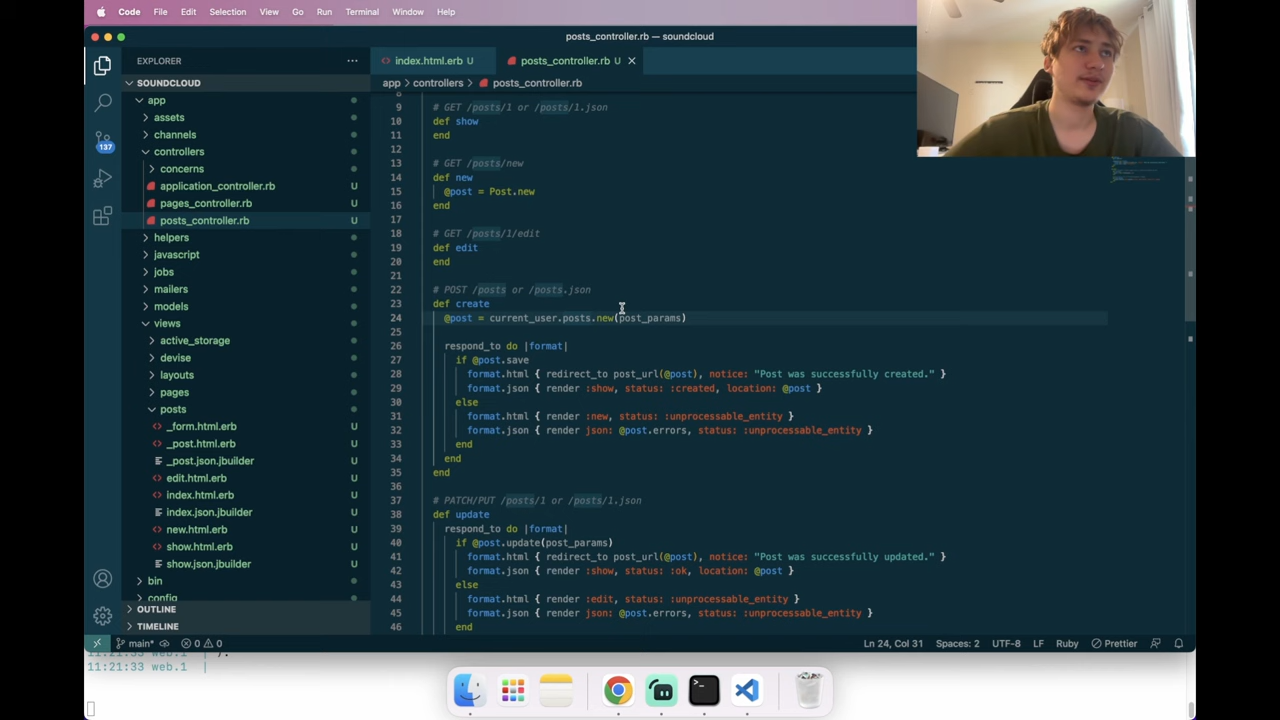 Code File Edit Selection View Go Run Terminal Window Help
posts_controller.rb — soundcloud
EXPLORER
index.html.erb U
posts_controller.rb U
SOUNDCLOUD
app > controllers > posts_controller.rb
app
assets
channels
controllers
concerns
application_controller.rb U
pages_controller.rb U
posts_controller.rb U
helpers
javascript
jobs
mailers
models
views
active_storage
devise
layouts
pages
posts
_form.html.erb U
_post.html.erb U
_post.json.jbuilder U
edit.html.erb U
index.html.erb U
index.json.jbuilder U
new.html.erb U
show.html.erb U
show.json.jbuilder U
bin
config
OUTLINE
TIMELINE
137
9 # GET /posts/1 or /posts/1.json
10 def show
11 end
12
13 # GET /posts/new
14 def new
15 @post = Post.new
16 end
17
18 # GET /posts/1/edit
19 def edit
20 end
21
22 # POST /posts or /posts.json
23 def create
24 @post = current_user.posts.new(post_params)
25
26 respond_to do |format|
27 if @post.save
28 format.html { redirect_to post_url(@post), notice: "Post was successfully created." }
29 format.json { render :show, status: :created, location: @post }
30 else
31 format.html { render :new, status: :unprocessable_entity }
32 format.json { render json: @post.errors, status: :unprocessable_entity }
33 end
34 end
35 end
36
37 # PATCH/PUT /posts/1 or /posts/1.json
38 def update
39 respond_to do |format|
40 if @post.update(post_params)
41 format.html { redirect_to post_url(@post), notice: "Post was successfully updated." }
42 format.json { render :show, status: :ok, location: @post }
43 else
44 format.html { render :edit, status: :unprocessable_entity }
45 format.json { render json: @post.errors, status: :unprocessable_entity }
46 end
main* 0 0 Ln 24, Col 31 Spaces: 2 UTF-8 LF Ruby Prettier
11:21:33 web.1 |
11:21:33 web.1 |